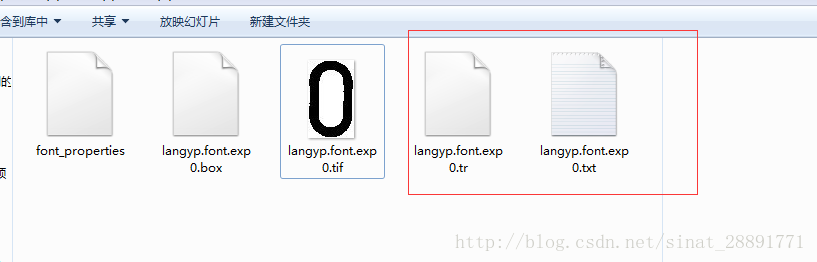 含到库中 共享 放映幻灯片 新建文件夹
的
font_properties
langyp.font.exp
0.box
langyp.font.exp
0.tif
langyp.font.exp
0.tr
langyp.font.exp
0.txt
http://blog.csdn.net/sinat_28891771